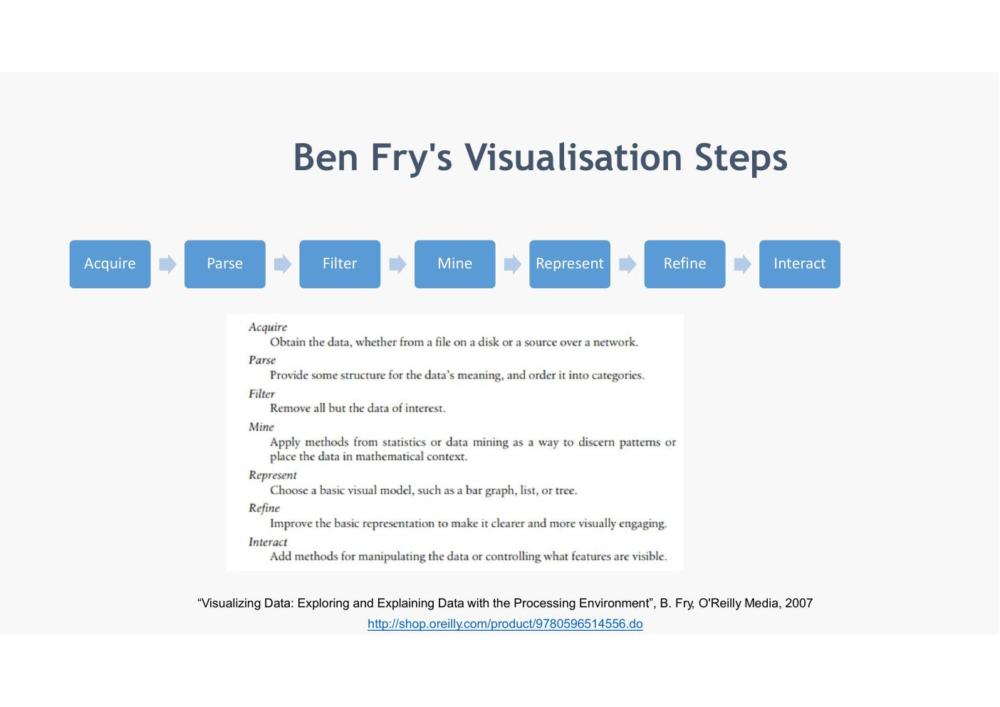 Ben Fry's Visualisation Steps
Acquire Parse Filter Mine Represent Refine Interact
Acquire
Obtain the data, whether from a file on a disk or a source over a network.
Parse
Provide some structure for the data's meaning, and order it into categories.
Filter
Remove all but the data of interest.
Mine
Apply methods from statistics or data mining as a way to discern patterns or
place the data in mathematical context.
Represent
Choose a basic visual model, such as a bar graph, list, or tree.
Refine
Improve the basic representation to make it clearer and more visually engaging.
Interact
Add methods for manipulating the data or controlling what features are visible.
“Visualizing Data: Exploring and Explaining Data with the Processing Environment”, B. Fry, O'Reilly Media, 2007
http://shop.oreilly.com/product/9780596514556.do